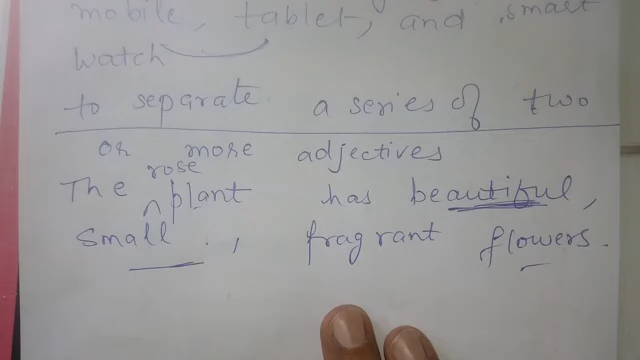 mobile, tablet, and smart
watch
to separate a series of two
or more adjectives
The rose plant has beautiful,
small, fragrant flowers.